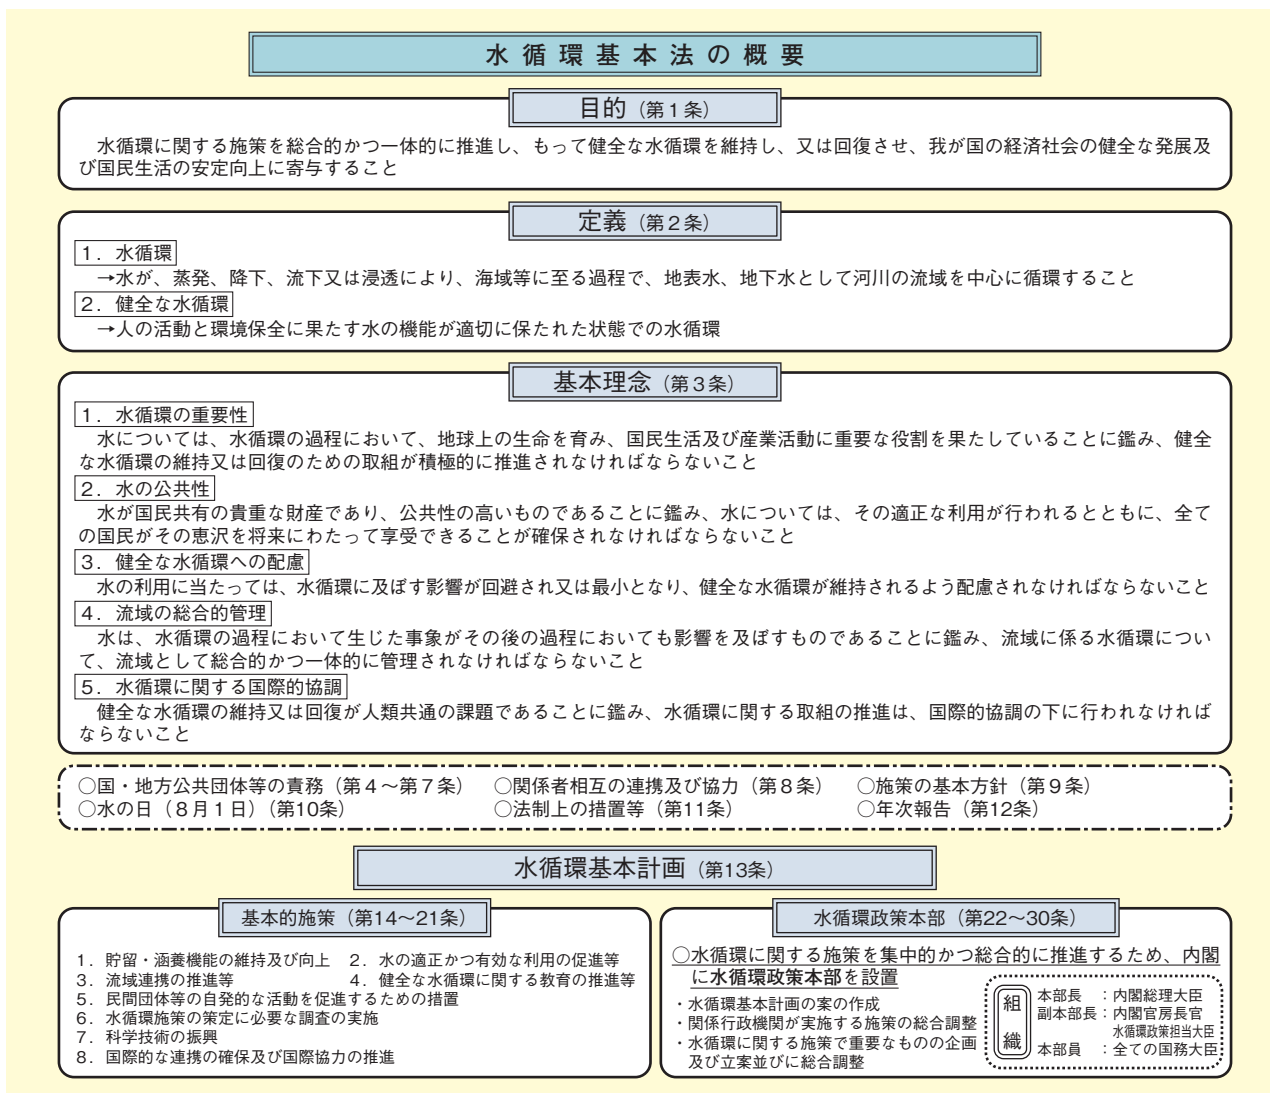 水循環基本法の概要
目的（第１条）
水循環に関する施策を総合的かつ一体的に推進し、もって健全な水循環を維持し、又は回復させ、我が国の経済社会の健全な発展及
び国民生活の安定向上に寄与すること
定義（第２条）
１．水循環
→水が、蒸発、降下、流下又は浸透により、海域等に至る過程で、地表水、地下水として河川の流域を中心に循環すること
２．健全な水循環
→人の活動と環境保全に果たす水の機能が適切に保たれた状態での水循環
基本理念（第３条）
１．水循環の重要性
水については、水循環の過程において、地球上の生命を育み、国民生活及び産業活動に重要な役割を果たしていることに鑑み、健全
な水循環の維持又は回復のための取組が積極的に推進されなければならないこと
２．水の公共性
水が国民共有の貴重な財産であり、公共性の高いものであることに鑑み、水については、その適正な利用が行われるとともに、全て
の国民がその恵沢を将来にわたって享受できることが確保されなければならないこと
３．健全な水循環への配慮
水の利用に当たっては、水循環に及ぼす影響が回避され又は最小となり、健全な水循環が維持されるよう配慮されなければならないこと
４．流域の総合的管理
水は、水循環の過程において生じた事象がその後の過程においても影響を及ぼすものであることに鑑み、流域に係る水循環につい
て、流域として総合的かつ一体的に管理されなければならないこと
５．水循環に関する国際的協調
健全な水循環の維持又は回復が人類共通の課題であることに鑑み、水循環に関する取組の推進は、国際的協調の下に行われなければ
ならないこと
○国・地方公共団体等の責務（第４～第７条） ○関係者相互の連携及び協力（第８条） ○施策の基本方針（第９条）
○水の日（８月１日）（第10条） ○法制上の措置等（第11条） ○年次報告（第12条）
水循環基本計画（第13条）
基本的施策（第14～21条）
１．貯留・涵養機能の維持及び向上 ２．水の適正かつ有効な利用の促進等
３．流域連携の推進等 ４．健全な水循環に関する教育の推進等
５．民間団体等の自発的な活動を促進するための措置
６．水循環施策の策定に必要な調査の実施
７．科学技術の振興
８．国際的な連携の確保及び国際協力の推進
水循環政策本部（第22～30条）
○水循環に関する施策を集中的かつ総合的に推進するため、内閣
に水循環政策本部を設置
・水循環基本計画の案の作成
・関係行政機関が実施する施策の総合調整
・水循環に関する施策で重要なものの企画
及び立案並びに総合調整
組織
本部長 ：内閣総理大臣
副本部長：内閣官房長官
水循環政策担当大臣
本部員 ：全ての国務大臣